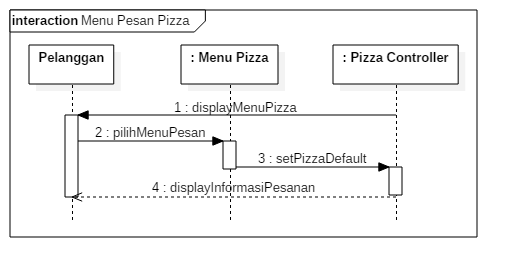 interaction Menu Pesan Pizza
Pelanggan
: Menu Pizza
: Pizza Controller
1 : displayMenuPizza
2 : pilihMenuPesan
3 : setPizzaDefault
4 : displayInformasiPesanan